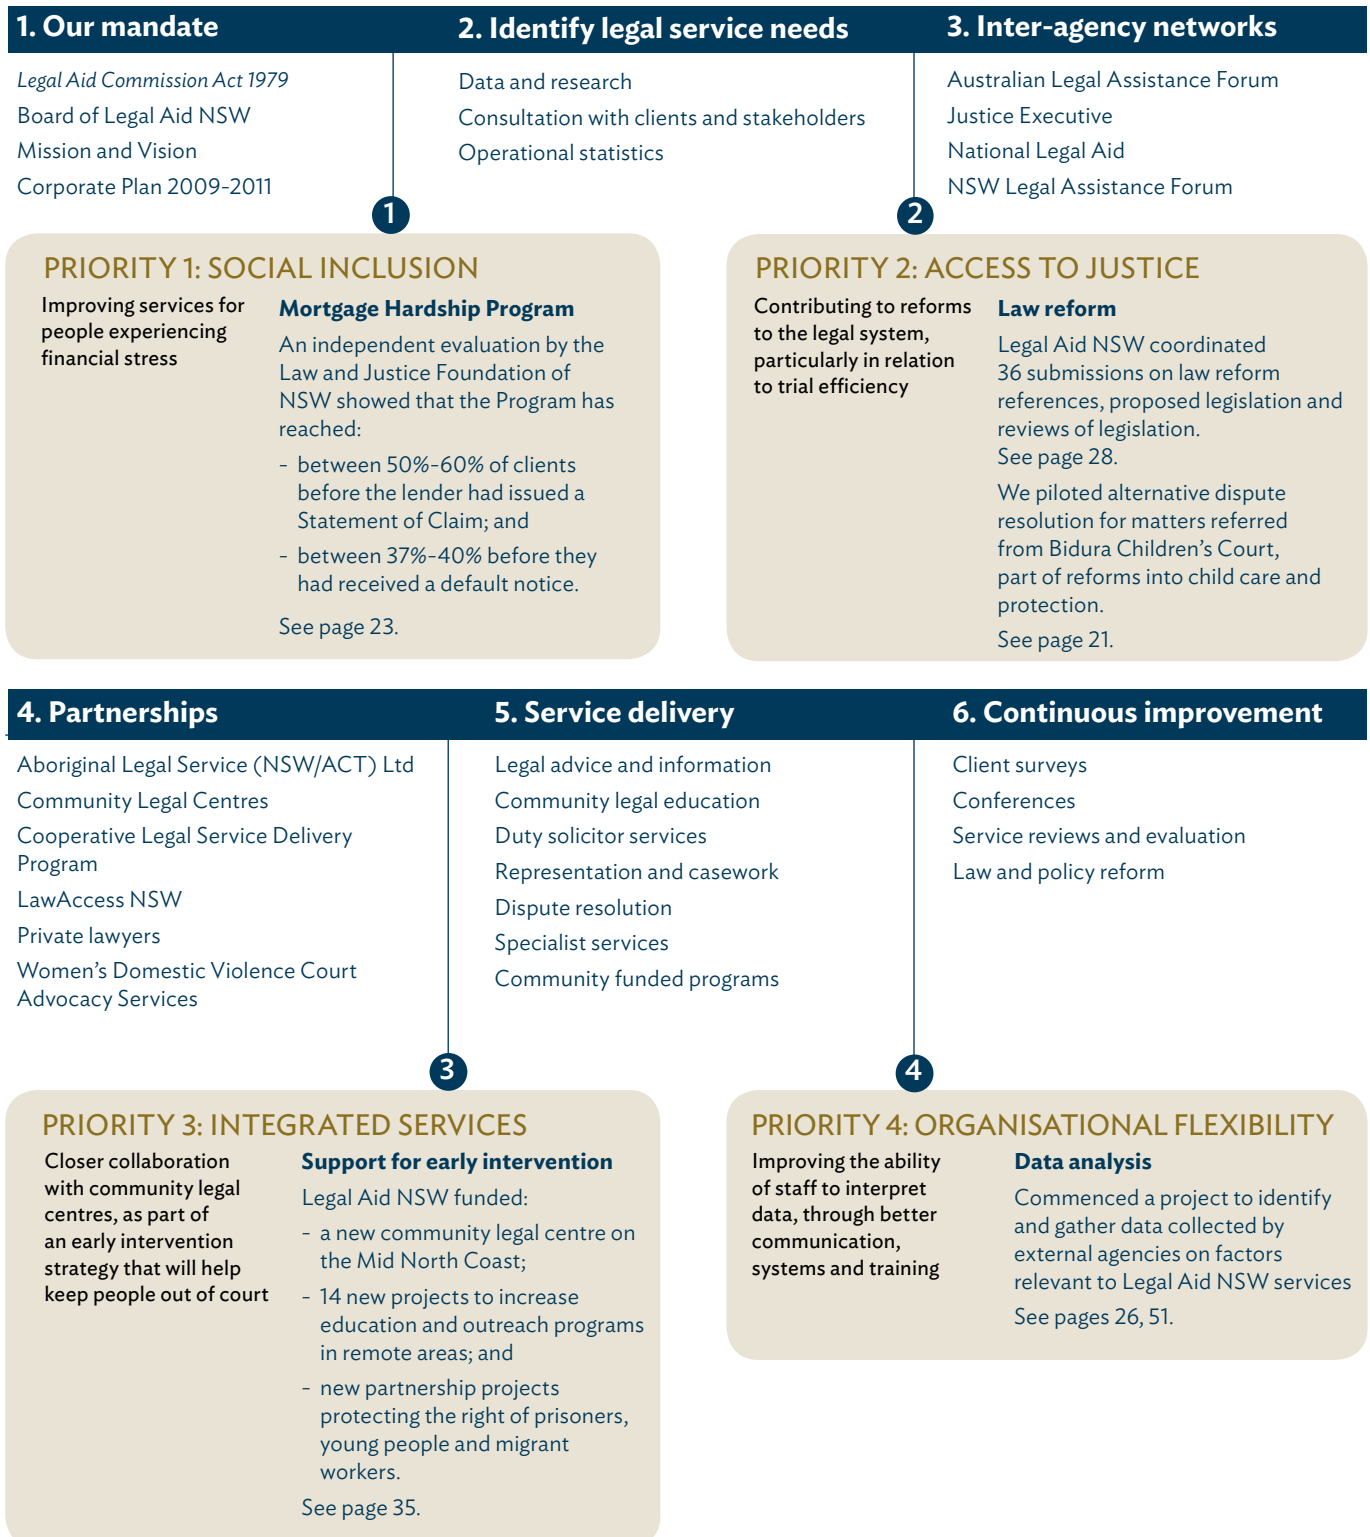 1. Our mandate
2. Identify legal service needs
3. Inter-agency networks
Legal Aid Commission Act 1979
Board of Legal Aid NSW
Mission and Vision
Corporate Plan 2009-2011
Data and research
Consultation with clients and stakeholders
Operational statistics
Australian Legal Assistance Forum
Justice Executive
National Legal Aid
NSW Legal Assistance Forum
1
2
PRIORITY 1: SOCIAL INCLUSION
Improving services for
people experiencing
financial stress
Mortgage Hardship Program
An independent evaluation by the
Law and Justice Foundation of
NSW showed that the Program has
reached:
- between 50%-60% of clients
before the lender had issued a
Statement of Claim; and
- between 37%-40% before they
had received a default notice.
See page 23.
PRIORITY 2: ACCESS TO JUSTICE
Contributing to reforms
to the legal system,
particularly in relation
to trial efficiency
Law reform
Legal Aid NSW coordinated
36 submissions on law reform
references, proposed legislation and
reviews of legislation.
See page 28.
We piloted alternative dispute
resolution for matters referred
from Bidura Children's Court,
part of reforms into child care and
protection.
See page 21.
4. Partnerships
5. Service delivery
6. Continuous improvement
Aboriginal Legal Service (NSW/ACT) Ltd
Community Legal Centres
Cooperative Legal Service Delivery
Program
LawAccess NSW
Private lawyers
Women's Domestic Violence Court
Advocacy Services
Legal advice and information
Community legal education
Duty solicitor services
Representation and casework
Dispute resolution
Specialist services
Community funded programs
Client surveys
Conferences
Service reviews and evaluation
Law and policy reform
3
4
PRIORITY 3: INTEGRATED SERVICES
Closer collaboration
with community legal
centres, as part of
an early intervention
strategy that will help
keep people out of court
Support for early intervention
Legal Aid NSW funded:
- a new community legal centre on
the Mid North Coast;
- 14 new projects to increase
education and outreach programs
in remote areas; and
- new partnership projects
protecting the right of prisoners,
young people and migrant
workers.
See page 35.
PRIORITY 4: ORGANISATIONAL FLEXIBILITY
Improving the ability
of staff to interpret
data, through better
communication,
systems and training
Data analysis
Commenced a project to identify
and gather data collected by
external agencies on factors
relevant to Legal Aid NSW services
See pages 26, 51.